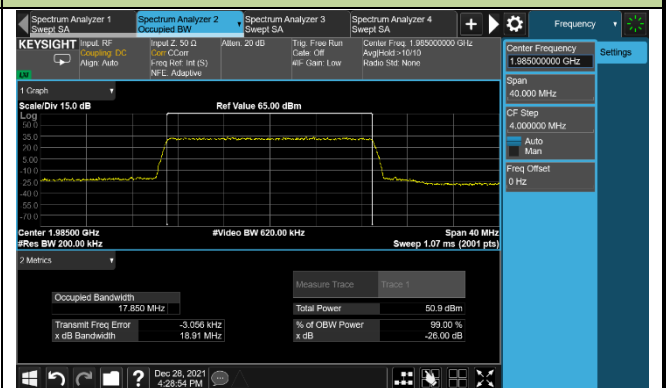 Spectrum Analyzer 1
Swept SA
Spectrum Analyzer 2
Occupied BW
Spectrum Analyzer 3
Swept SA
Spectrum Analyzer 4
Swept SA
Frequency
KEYSIGHT
Input: RF
Coupling: DC
Align: Auto
Input Z: 50 Ω
Corr CCorr
Freq Ref: Int (S)
NFE: Adaptive
Atten: 20 dB
Trig: Free Run
Gate: Off
#IF Gain: Low
Center Freq: 1.985000000 GHz
Avg|Hold:>10/10
Radio Std: None
Center Frequency
1.985000000 GHz
Settings
Span
40.000 MHz
CF Step
4.000000 MHz
Auto
Man
Freq Offset
0 Hz
1 Graph
Scale/Div 15.0 dB
Ref Value 65.00 dBm
Log
50.0
35.0
20.0
5.00
-10.0
-25.0
-40.0
-55.0
-70.0
Center 1.98500 GHz
#Video BW 620.00 kHz
Span 40 MHz
#Res BW 200.00 kHz
Sweep 1.07 ms (2001 pts)
2 Metrics
Measure Trace
Trace 1
Occupied Bandwidth
17.850 MHz
Total Power
50.9 dBm
Transmit Freq Error
-3.056 kHz
% of OBW Power
99.00 %
x dB Bandwidth
18.91 MHz
x dB
-26.00 dB
?
Dec 28, 2021
4:28:54 PM